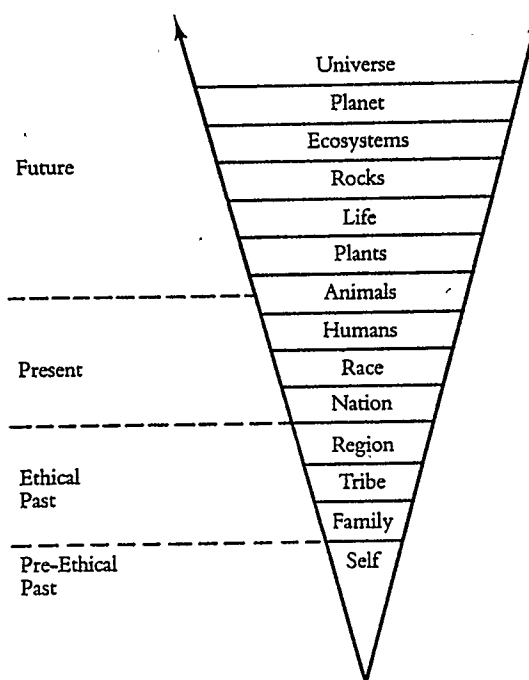 Universe
Planet
Ecosystems
Future
Rocks
Life
Plants
Animals
Humans
Present
Race
Nation
Region
Ethical
Past
Tribe
Family
Pre-Ethical
Past
Self